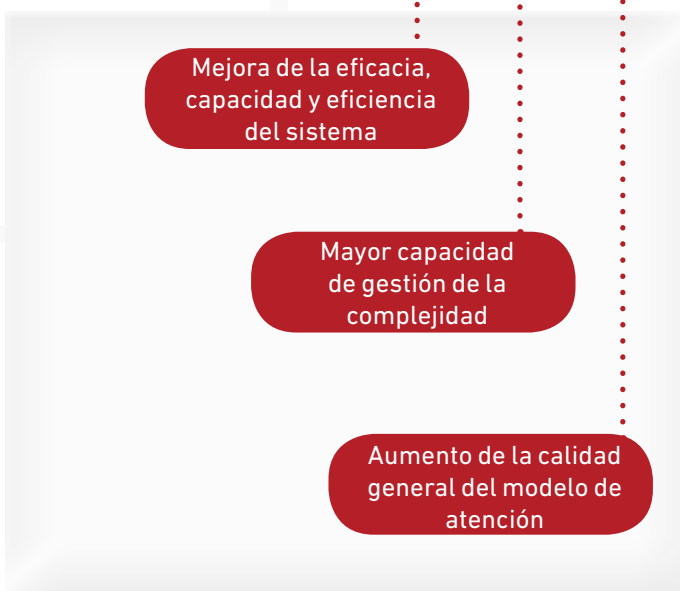 Mejora de la eficacia,
capacidad y eficiencia
del sistema
Mayor capacidad
de gestión de la
complejidad
Aumento de la calidad
general del modelo de
atención